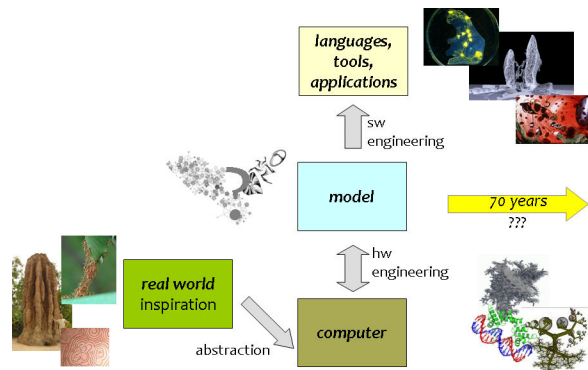 languages,
tools,
applications
sw
engineering
model
70 years
???
hw
engineering
real world
inspiration
computer
abstraction